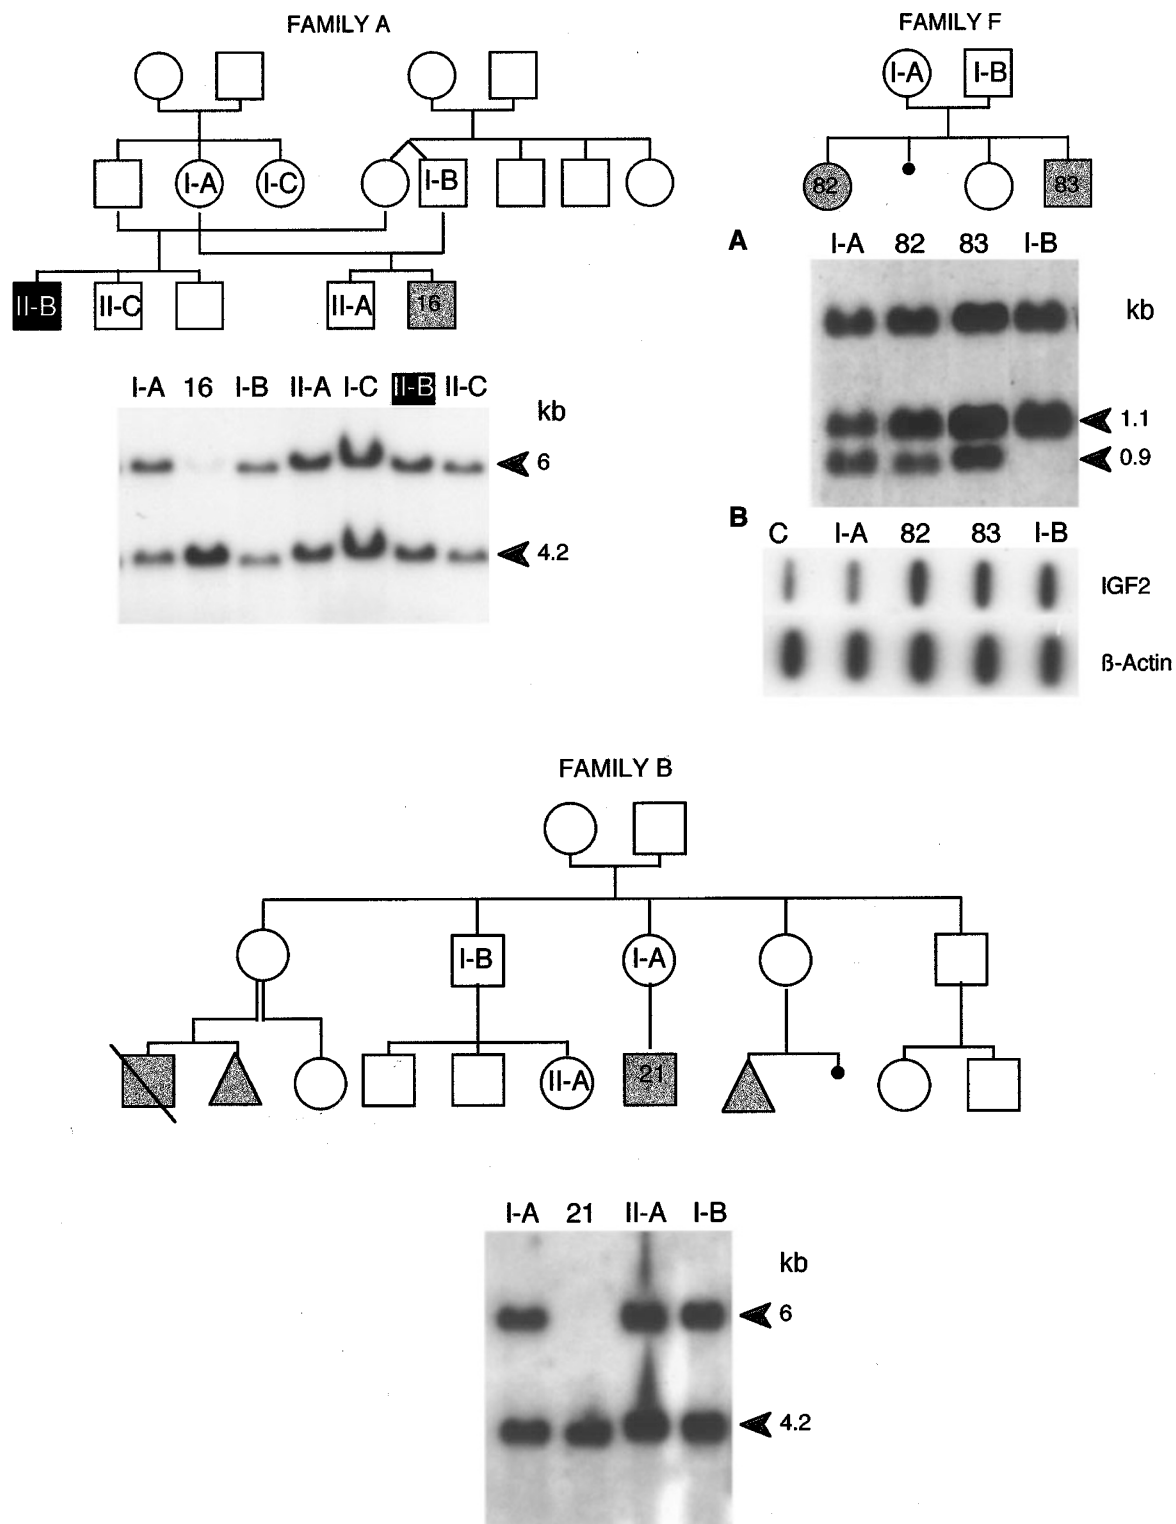 FAMILY A
I-A
I-C
I-B
II-B
II-C
II-A
16
I-A 16 I-B II-A I-C II-B II-C
kb
6
4.2
FAMILY F
I-A
I-B
82
83
A
I-A 82 83 I-B
kb
1.1
0.9
B
C I-A 82 83 I-B
IGF2
ß-Actin
FAMILY B
I-B
I-A
II-A
21
I-A 21 II-A I-B
kb
6
4.2